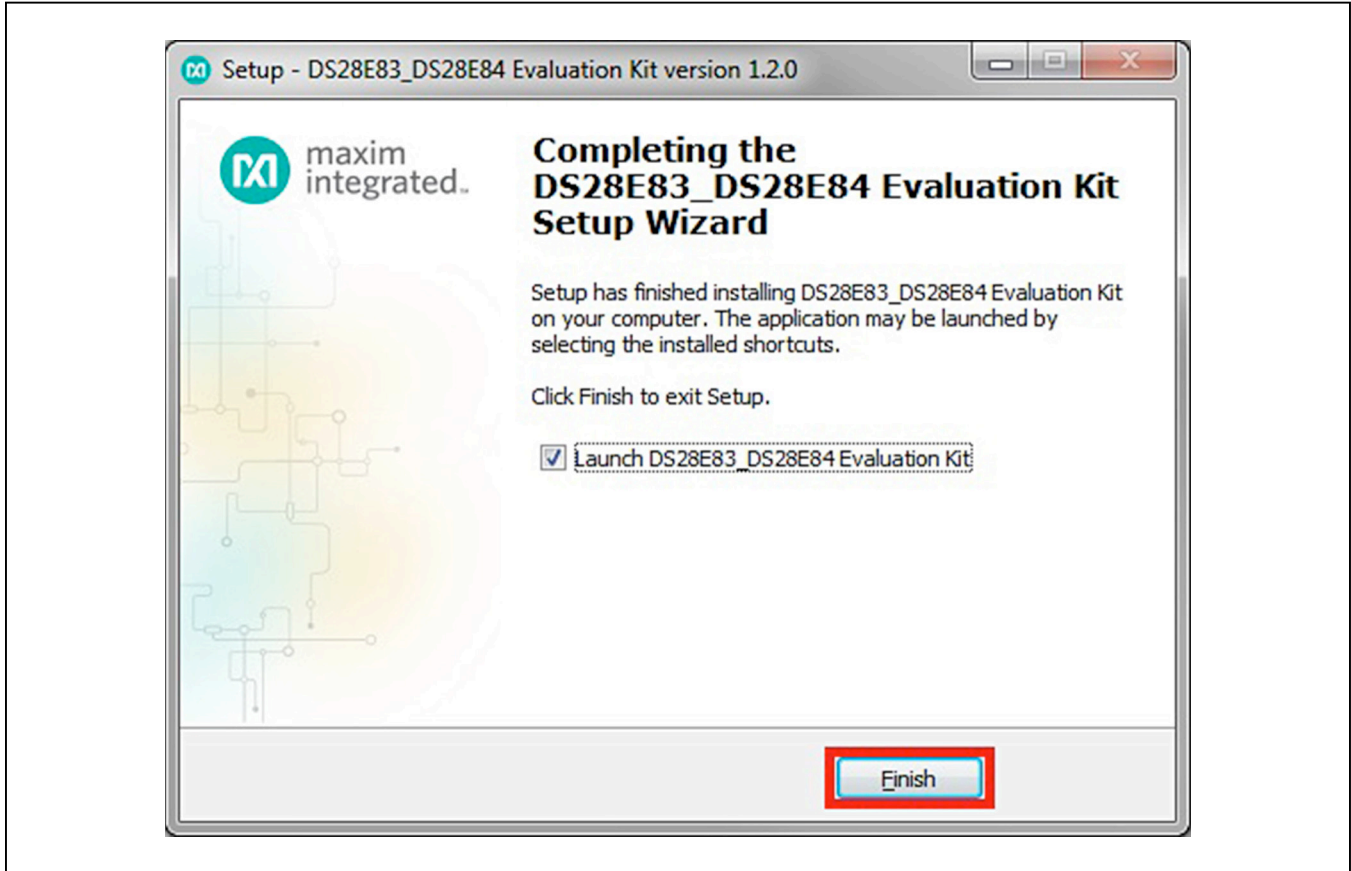 Setup - DS28E83_DS28E84 Evaluation Kit version 1.2.0
maxim
integrated™
Completing the
DS28E83_DS28E84 Evaluation Kit
Setup Wizard
Setup has finished installing DS28E83_DS28E84 Evaluation Kit
on your computer. The application may be launched by
selecting the installed shortcuts.
Click Finish to exit Setup.
Launch DS28E83_DS28E84 Evaluation Kit
Finish